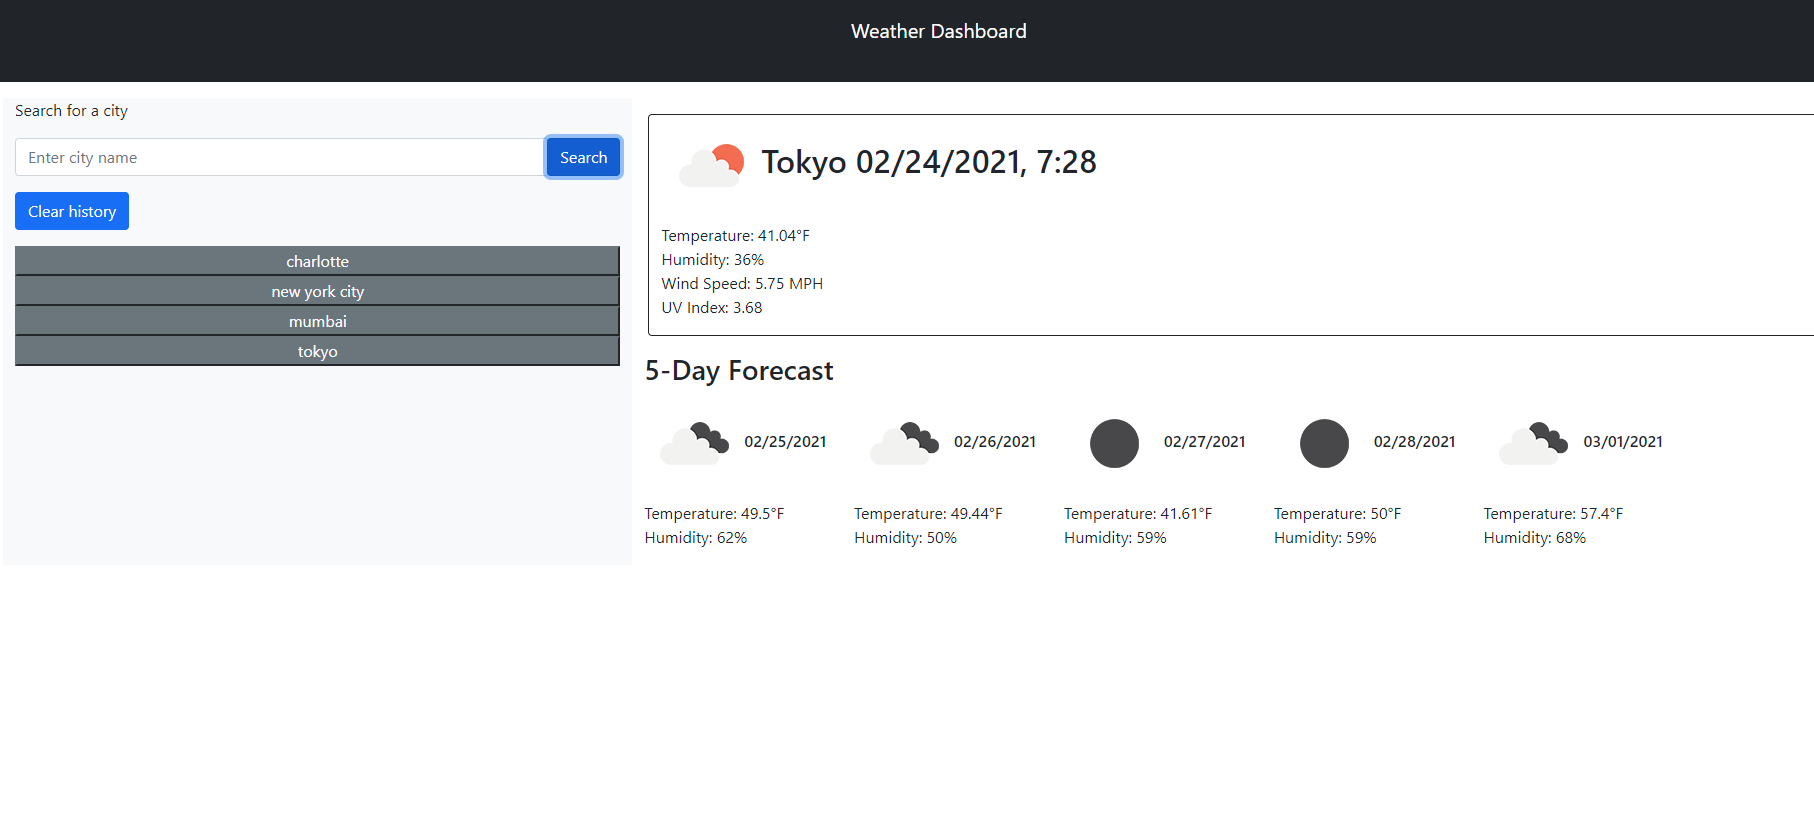 Weather Dashboard
Search for a city
Enter city name
Search
Clear history
charlotte
new york city
mumbai
tokyo
Tokyo 02/24/2021, 7:28
Temperature: 41.04°F
Humidity: 36%
Wind Speed: 5.75 MPH
UV Index: 3.68
5-Day Forecast
02/25/2021
Temperature: 49.5°F
Humidity: 62%
02/26/2021
Temperature: 49.44°F
Humidity: 50%
02/27/2021
Temperature: 41.61°F
Humidity: 59%
02/28/2021
Temperature: 50°F
Humidity: 59%
03/01/2021
Temperature: 57.4°F
Humidity: 68%